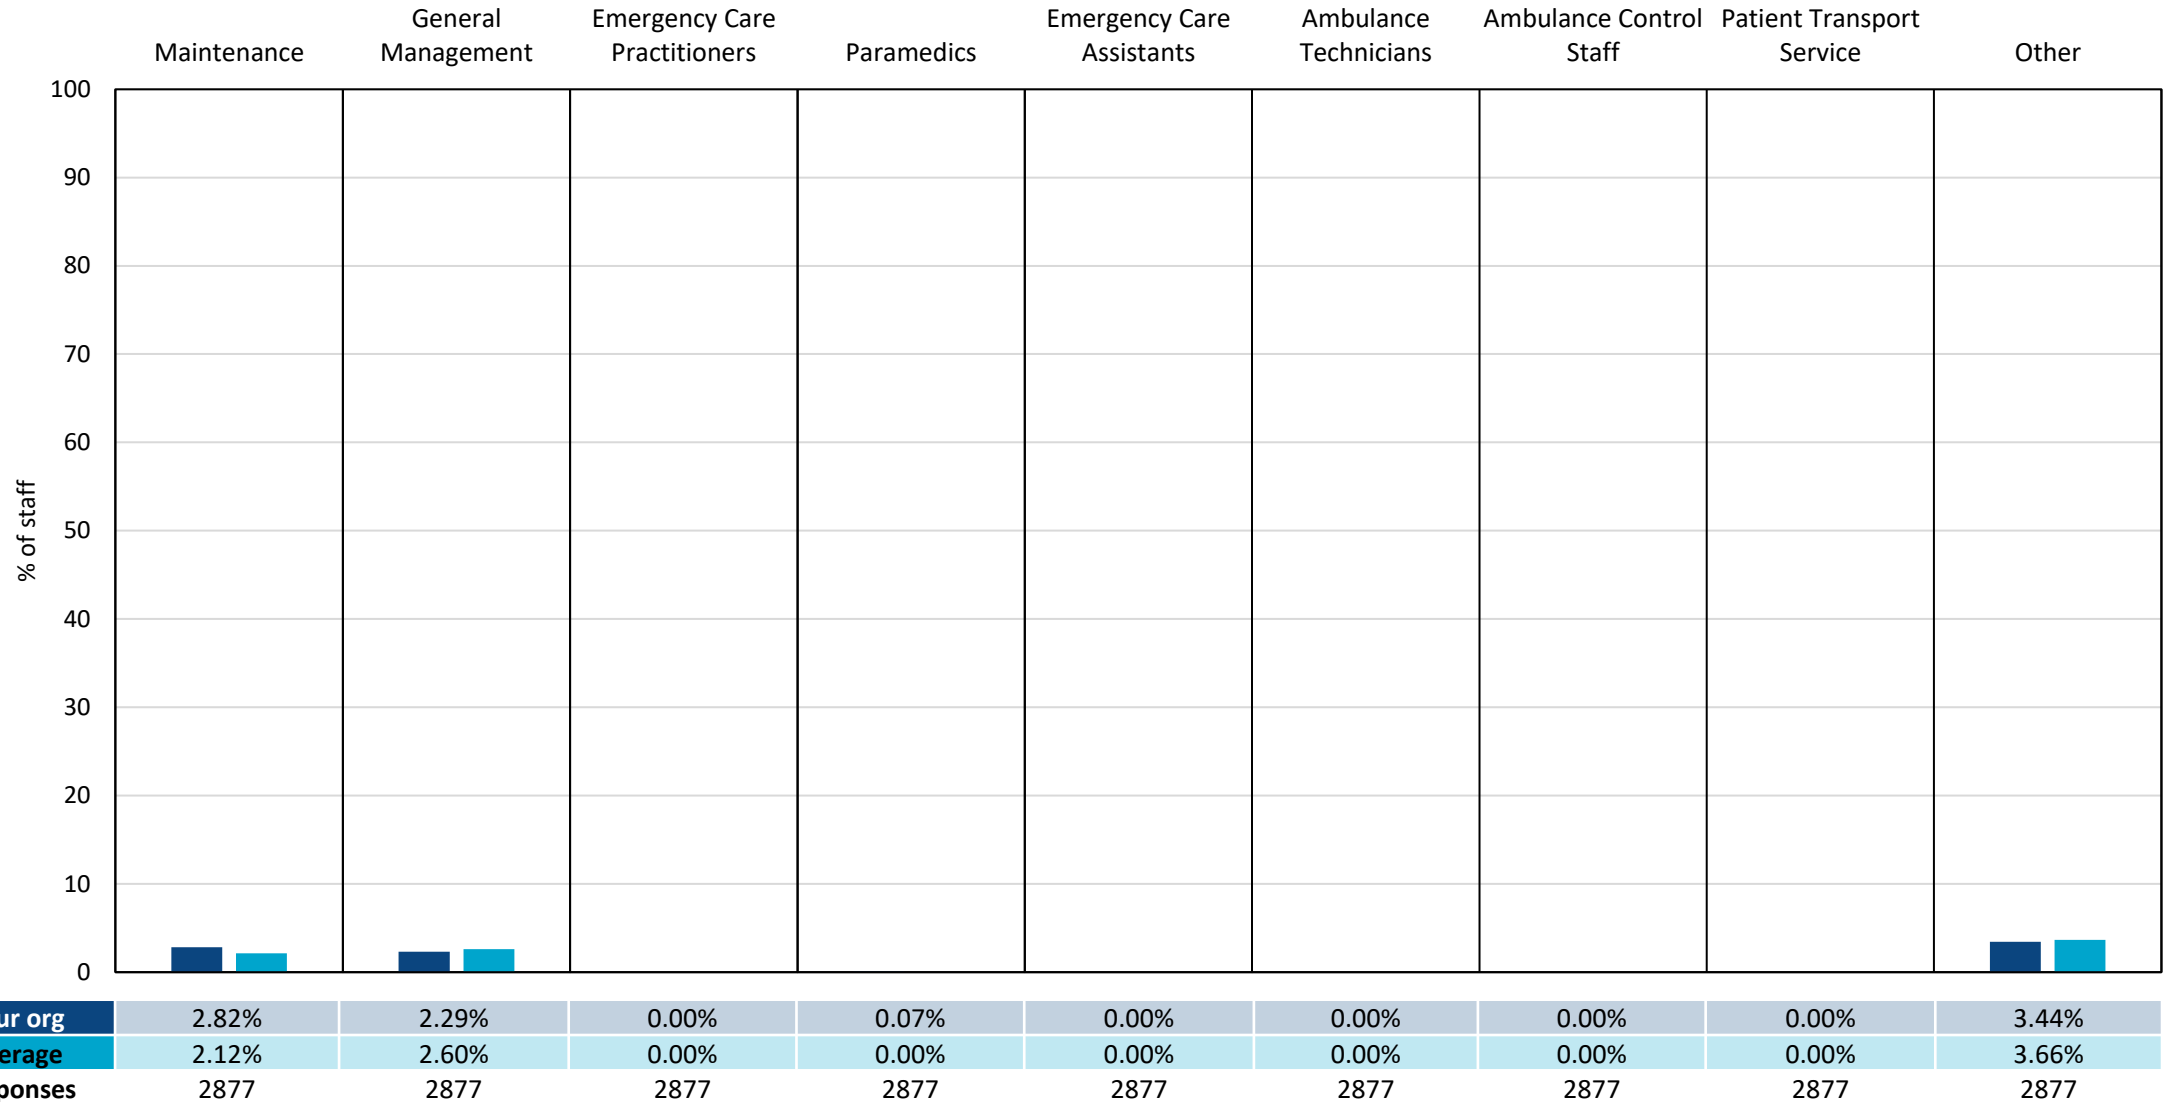 Maintenance
General
Management
Emergency Care
Practitioners
Paramedics
Emergency Care
Assistants
Ambulance
Technicians
Ambulance Control
Staff
Patient Transport
Service
Other
% of staff
100
90
80
70
60
50
40
30
20
10
0
ur org 2.82% 2.29% 0.00% 0.07% 0.00% 0.00% 0.00% 0.00% 3.44%
erage 2.12% 2.60% 0.00% 0.00% 0.00% 0.00% 0.00% 0.00% 3.66%
ponses 2877 2877 2877 2877 2877 2877 2877 2877 2877